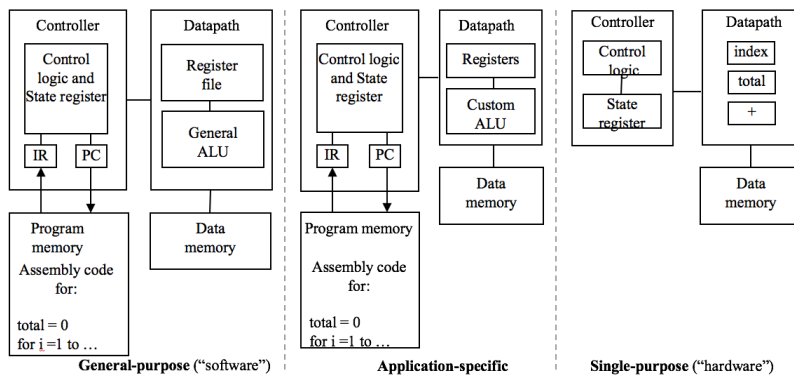 Controller
Control
logic and
State register
IR
PC
Datapath
Register
file
General
ALU
Data
memory
Program
memory
Assembly code
for:
total = 0
for i =1 to …
General-purpose (“software”)
Controller
Control logic
and State
register
IR
PC
Datapath
Registers
Custom
ALU
Data
memory
Program memory
Assembly code
for:
total = 0
for i =1 to …
Application-specific
Controller
Control
logic
State
register
Datapath
index
total
+
Data
memory
Single-purpose (“hardware”)